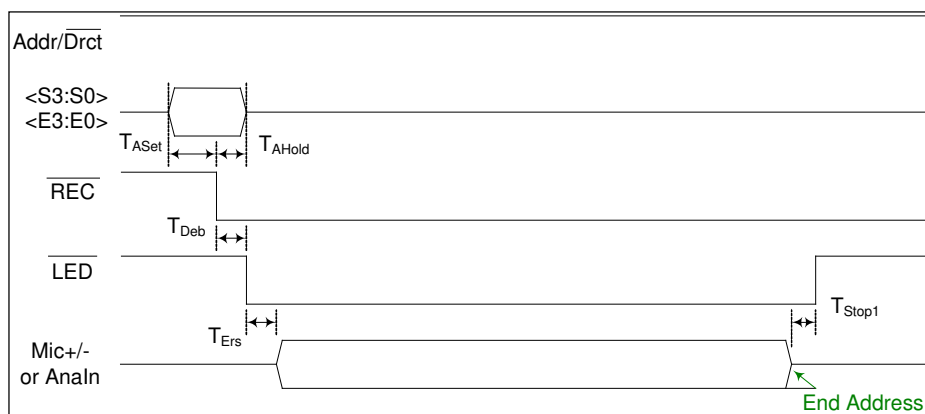 Addr/Drct
<S3:S0>
<E3:E0>
TASet
TAHold
REC
TDeb
LED
TErs
TStop1
Mic+/-
or AnaIn
End Address